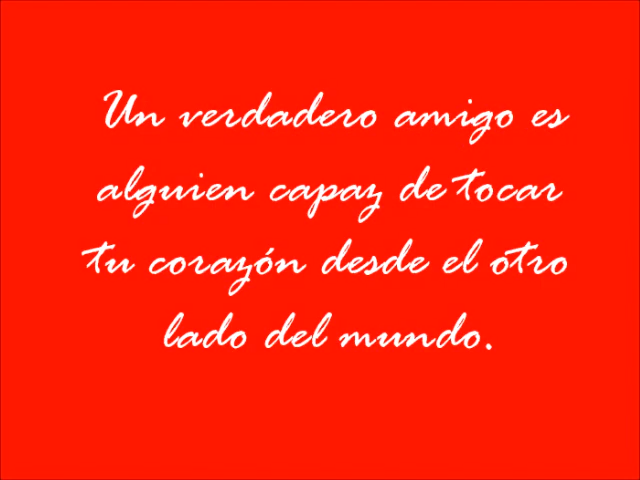 Un verdadero amigo es
alguien capaz de tocar
tu corazón desde el otro
lado del mundo.